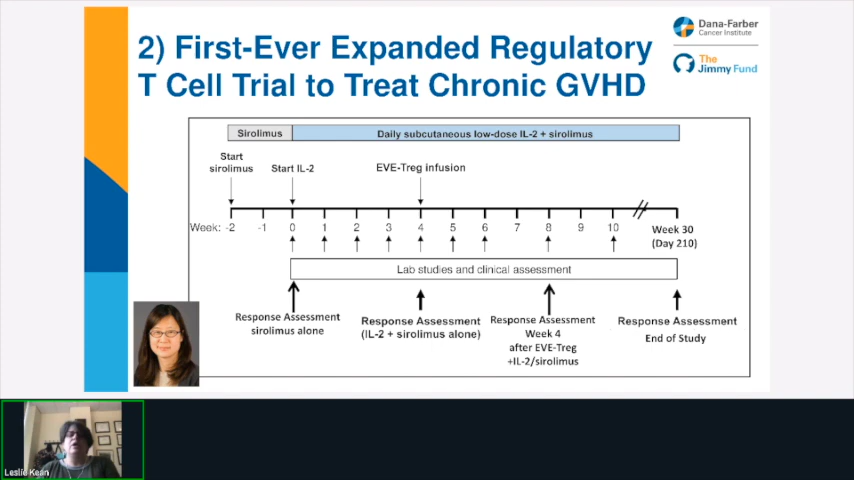 2) First-Ever Expanded Regulatory
T Cell Trial to Treat Chronic GVHD
Dana-Farber
Cancer Institute
The
Jimmy Fund
Sirolimus
Daily subcutaneous low-dose IL-2 + sirolimus
Start
sirolimus
Start IL-2
EVE-Treg infusion
Week: -2 -1 0 1 2 3 4 5 6 7 8 9 10
Week 30
(Day 210)
Lab studies and clinical assessment
Response Assessment
sirolimus alone
Response Assessment
(IL-2 + sirolimus alone)
Response Assessment
Week 4
after EVE-Treg
+IL-2/sirolimus
Response Assessment
End of Study
Leslie Kean